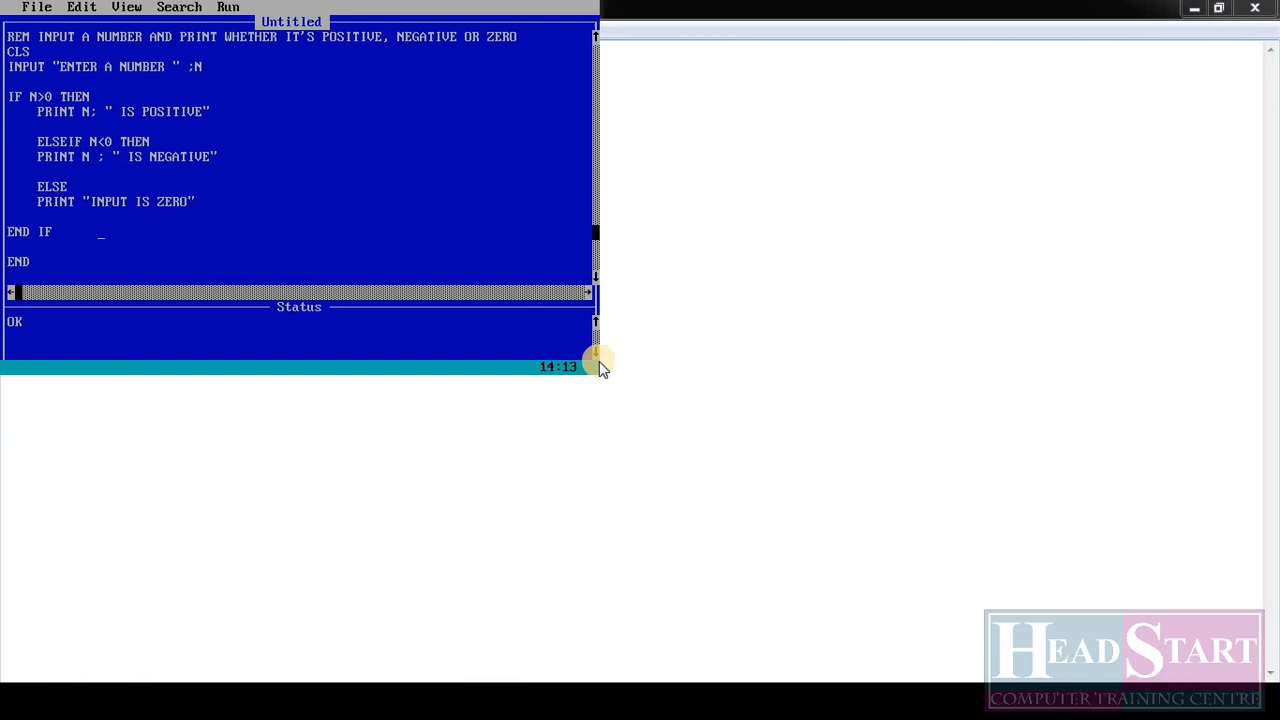 File Edit View Search Run
Untitled
REM INPUT A NUMBER AND PRINT WHETHER IT'S POSITIVE, NEGATIVE OR ZERO
CLS
INPUT "ENTER A NUMBER " ;N
IF N>0 THEN
PRINT N; " IS POSITIVE"
ELSEIF N<0 THEN
PRINT N ; " IS NEGATIVE"
ELSE
PRINT "INPUT IS ZERO"
END IF _
END
Status
OK
14:13
HEAD START
COMPUTER TRAINING CENTRE